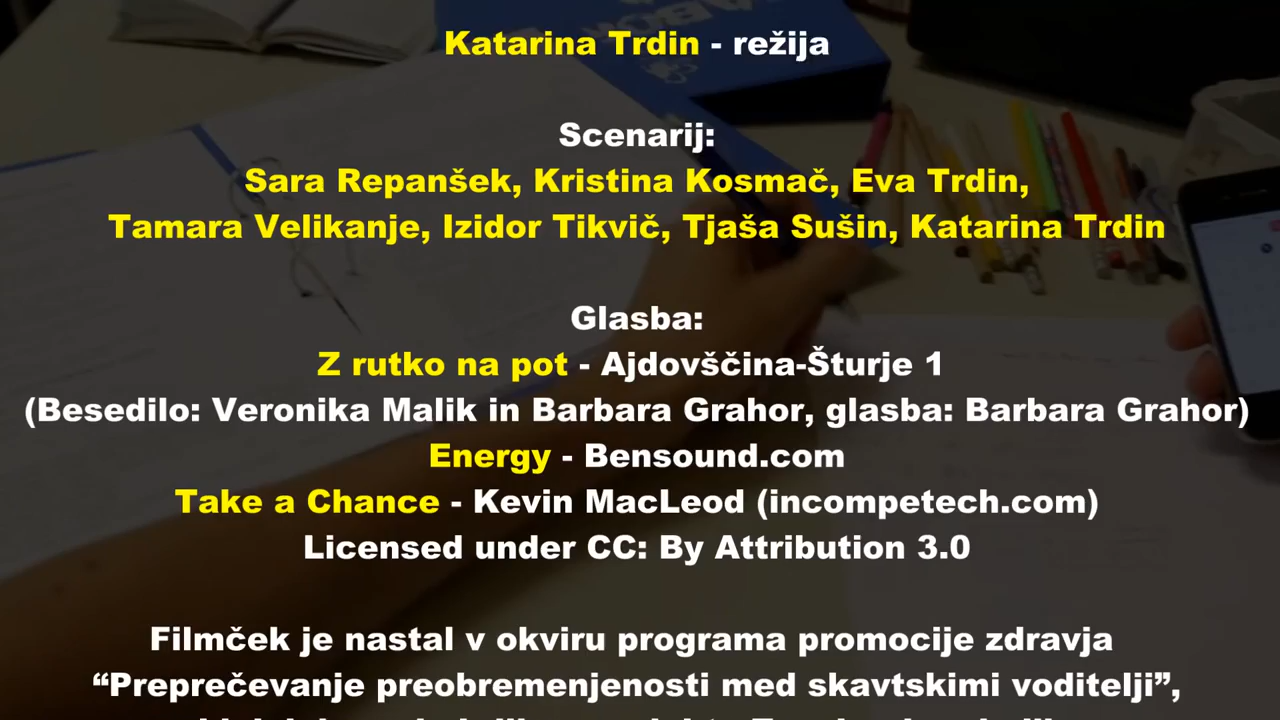 Katarina Trdin - režija
Scenarij:
Sara Repanšek, Kristina Kosmač, Eva Trdin,
Tamara Velikanje, Izidor Tikvič, Tjaša Sušin, Katarina Trdin
Glasba:
Z rutko na pot - Ajdovščina-Šturje 1
(Besedilo: Veronika Malik in Barbara Grahor, glasba: Barbara Grahor)
Energy - Bensound.com
Take a Chance - Kevin MacLeod (incompetech.com)
Licensed under CC: By Attribution 3.0
Filmček je nastal v okviru programa promocije zdravja
“Preprečevanje preobremenjenosti med skavtskimi voditelji”,